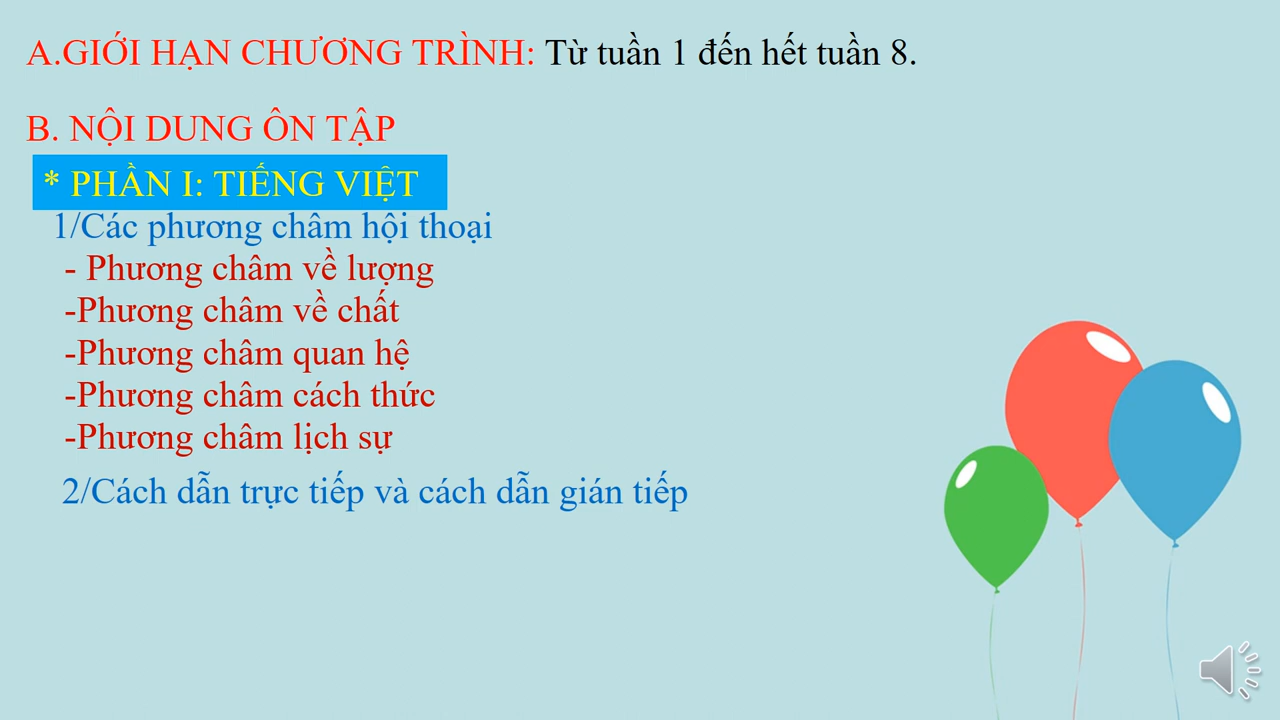 A.GIỚI HẠN CHƯƠNG TRÌNH: Từ tuần 1 đến hết tuần 8.
B. NỘI DUNG ÔN TẬP
* PHẦN I: TIẾNG VIỆT
1/Các phương châm hội thoại
- Phương châm về lượng
-Phương châm về chất
-Phương châm quan hệ
-Phương châm cách thức
-Phương châm lịch sự
2/Cách dẫn trực tiếp và cách dẫn gián tiếp